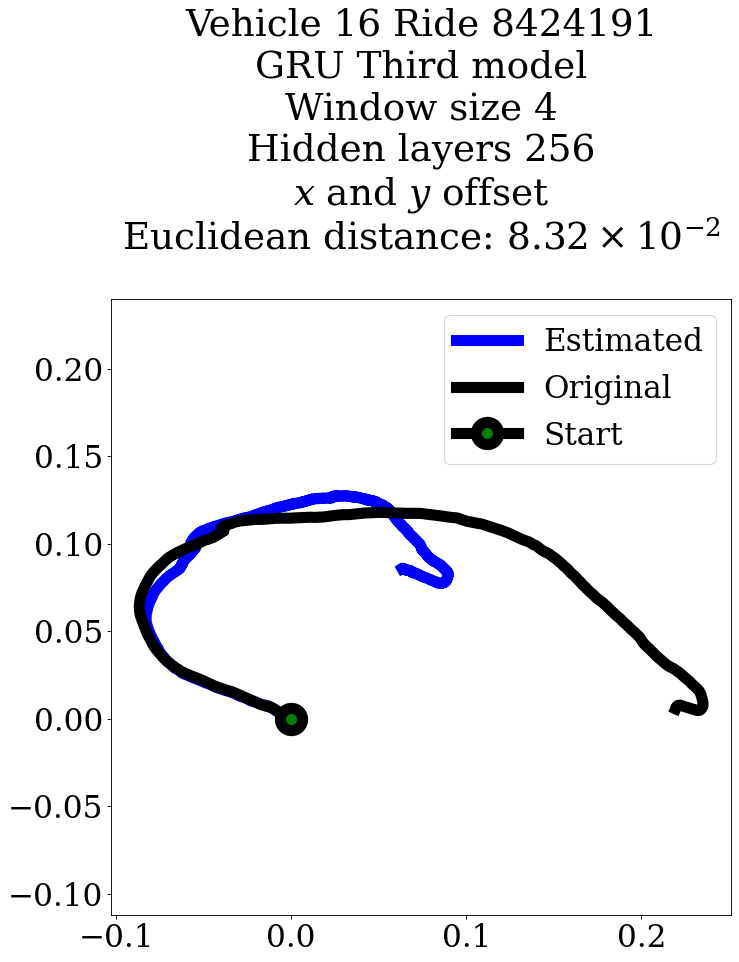 Vehicle 16 Ride 8424191
GRU Third model
Window size 4
Hidden layers 256
x and y offset
Euclidean distance: 8.32 × 10⁻²
Estimated
Original
Start
0.20
0.15
0.10
0.05
0.00
−0.05
−0.10
−0.1 0.0 0.1 0.2